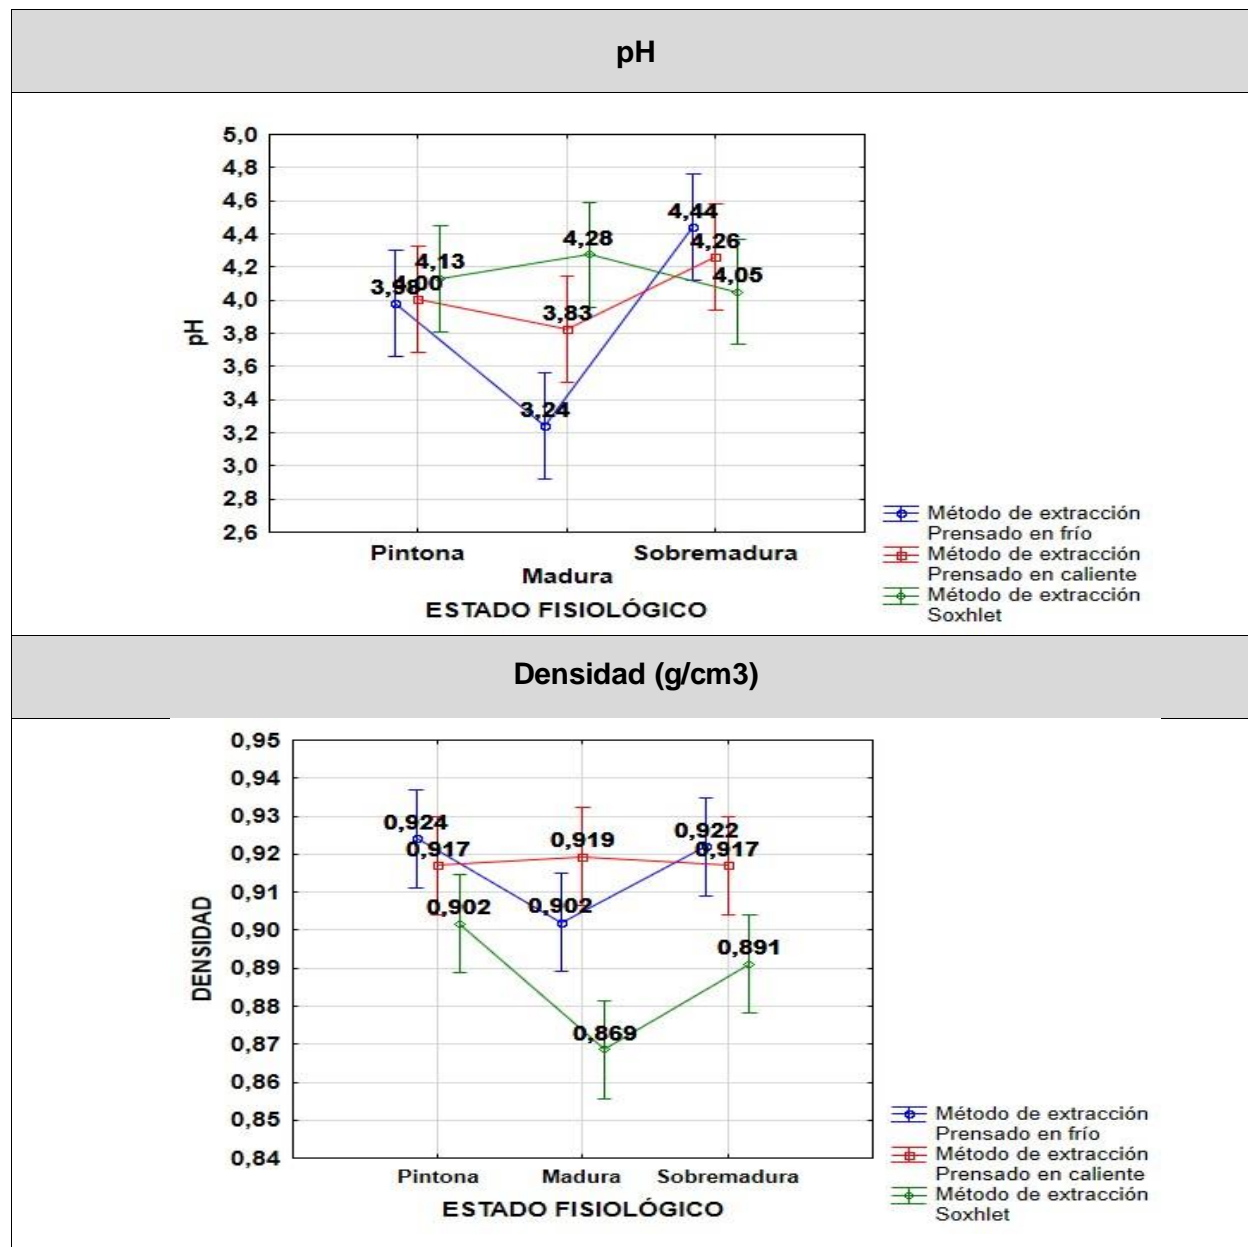 pH
5,0
4,8
4,6
4,4
4,2
4,0
3,8
3,6
3,4
3,2
3,0
2,8
2,6
pH
4,44
4,28
4,26
4,13
4,05
3,98
4,00
3,83
3,24
Pintona
Madura
Sobremadura
ESTADO FISIOLÓGICO
Método de extracción
Prensado en frío
Método de extracción
Prensado en caliente
Método de extracción
Soxhlet
Densidad (g/cm3)
0,95
0,94
0,93
0,92
0,91
0,90
0,89
0,88
0,87
0,86
0,85
0,84
DENSIDAD
0,924
0,917
0,902
0,919
0,902
0,869
0,922
0,917
0,891
Pintona
Madura
Sobremadura
ESTADO FISIOLÓGICO
Método de extracción
Prensado en frío
Método de extracción
Prensado en caliente
Método de extracción
Soxhlet